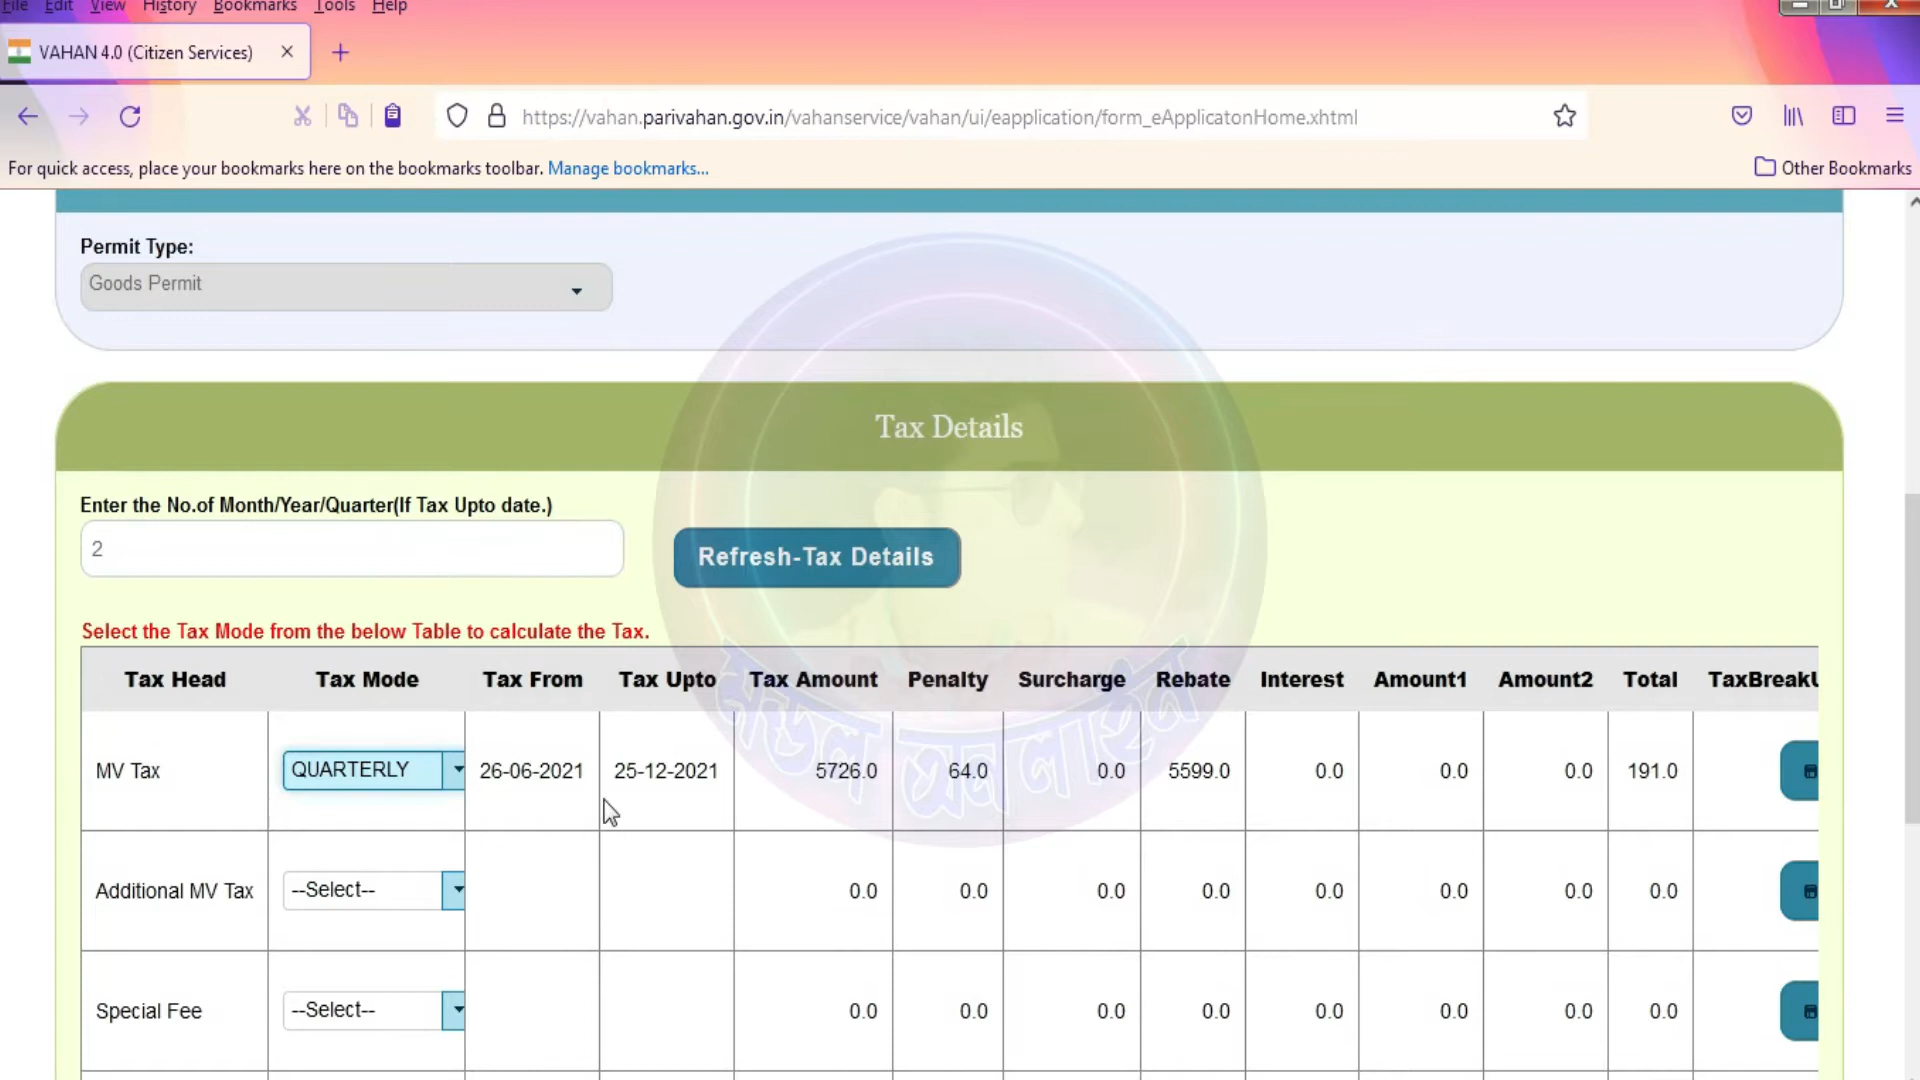 File Edit View History Bookmarks Tools Help
VAHAN 4.0 (Citizen Services)
https://vahan.parivahan.gov.in/vahanservice/vahan/ui/eapplication/form_eApplicatonHome.xhtml
For quick access, place your bookmarks here on the bookmarks toolbar. Manage bookmarks... Other Bookmarks
Permit Type:
Goods Permit
Tax Details
Enter the No.of Month/Year/Quarter(If Tax Upto date.)
2
Refresh-Tax Details
Select the Tax Mode from the below Table to calculate the Tax.
Tax Head Tax Mode Tax From Tax Upto Tax Amount Penalty Surcharge Rebate Interest Amount1 Amount2 Total
MV Tax QUARTERLY 26-06-2021 25-12-2021 5726.0 64.0 0.0 5599.0 0.0 0.0 0.0 191.0
Additional MV Tax --Select-- 0.0 0.0 0.0 0.0 0.0 0.0 0.0 0.0
Special Fee --Select-- 0.0 0.0 0.0 0.0 0.0 0.0 0.0 0.0
মন্ডল অনলাইন